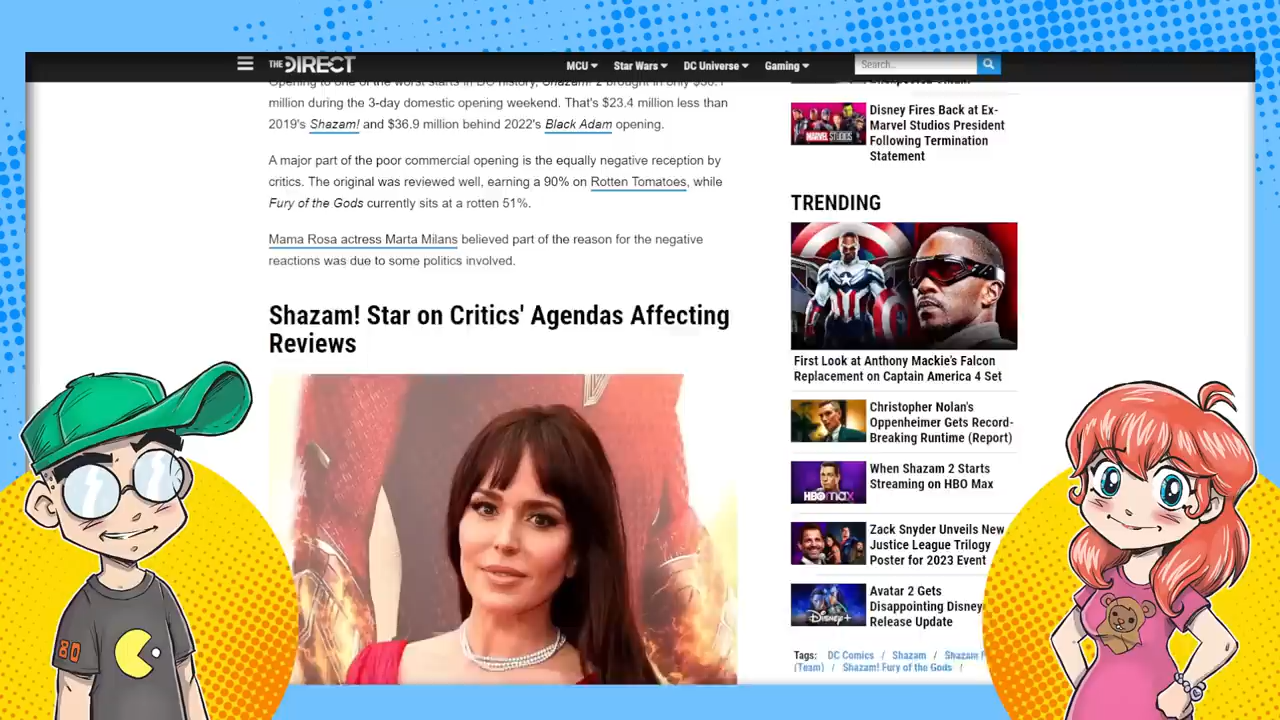 THE DIRECT
MCU
Star Wars
DC Universe
Gaming
Search...
million during the 3-day domestic opening weekend. That's $23.4 million less than
2019's Shazam! and $36.9 million behind 2022's Black Adam opening.
A major part of the poor commercial opening is the equally negative reception by
critics. The original was reviewed well, earning a 90% on Rotten Tomatoes, while
Fury of the Gods currently sits at a rotten 51%.
Mama Rosa actress Marta Milans believed part of the reason for the negative
reactions was due to some politics involved.
Shazam! Star on Critics' Agendas Affecting
Reviews
MARVEL STUDIOS
Disney Fires Back at Ex-
Marvel Studios President
Following Termination
Statement
TRENDING
First Look at Anthony Mackie's Falcon
Replacement on Captain America 4 Set
Christopher Nolan's
Oppenheimer Gets Record-
Breaking Runtime (Report)
HBOMAX
When Shazam 2 Starts
Streaming on HBO Max
Zack Snyder Unveils New
Justice League Trilogy
Poster for 2023 Event
Disney+
Avatar 2 Gets
Disappointing Disney
Release Update
Tags: DC Comics / Shazam / Shazam
(Team) / Shazam! Fury of the Gods /
80